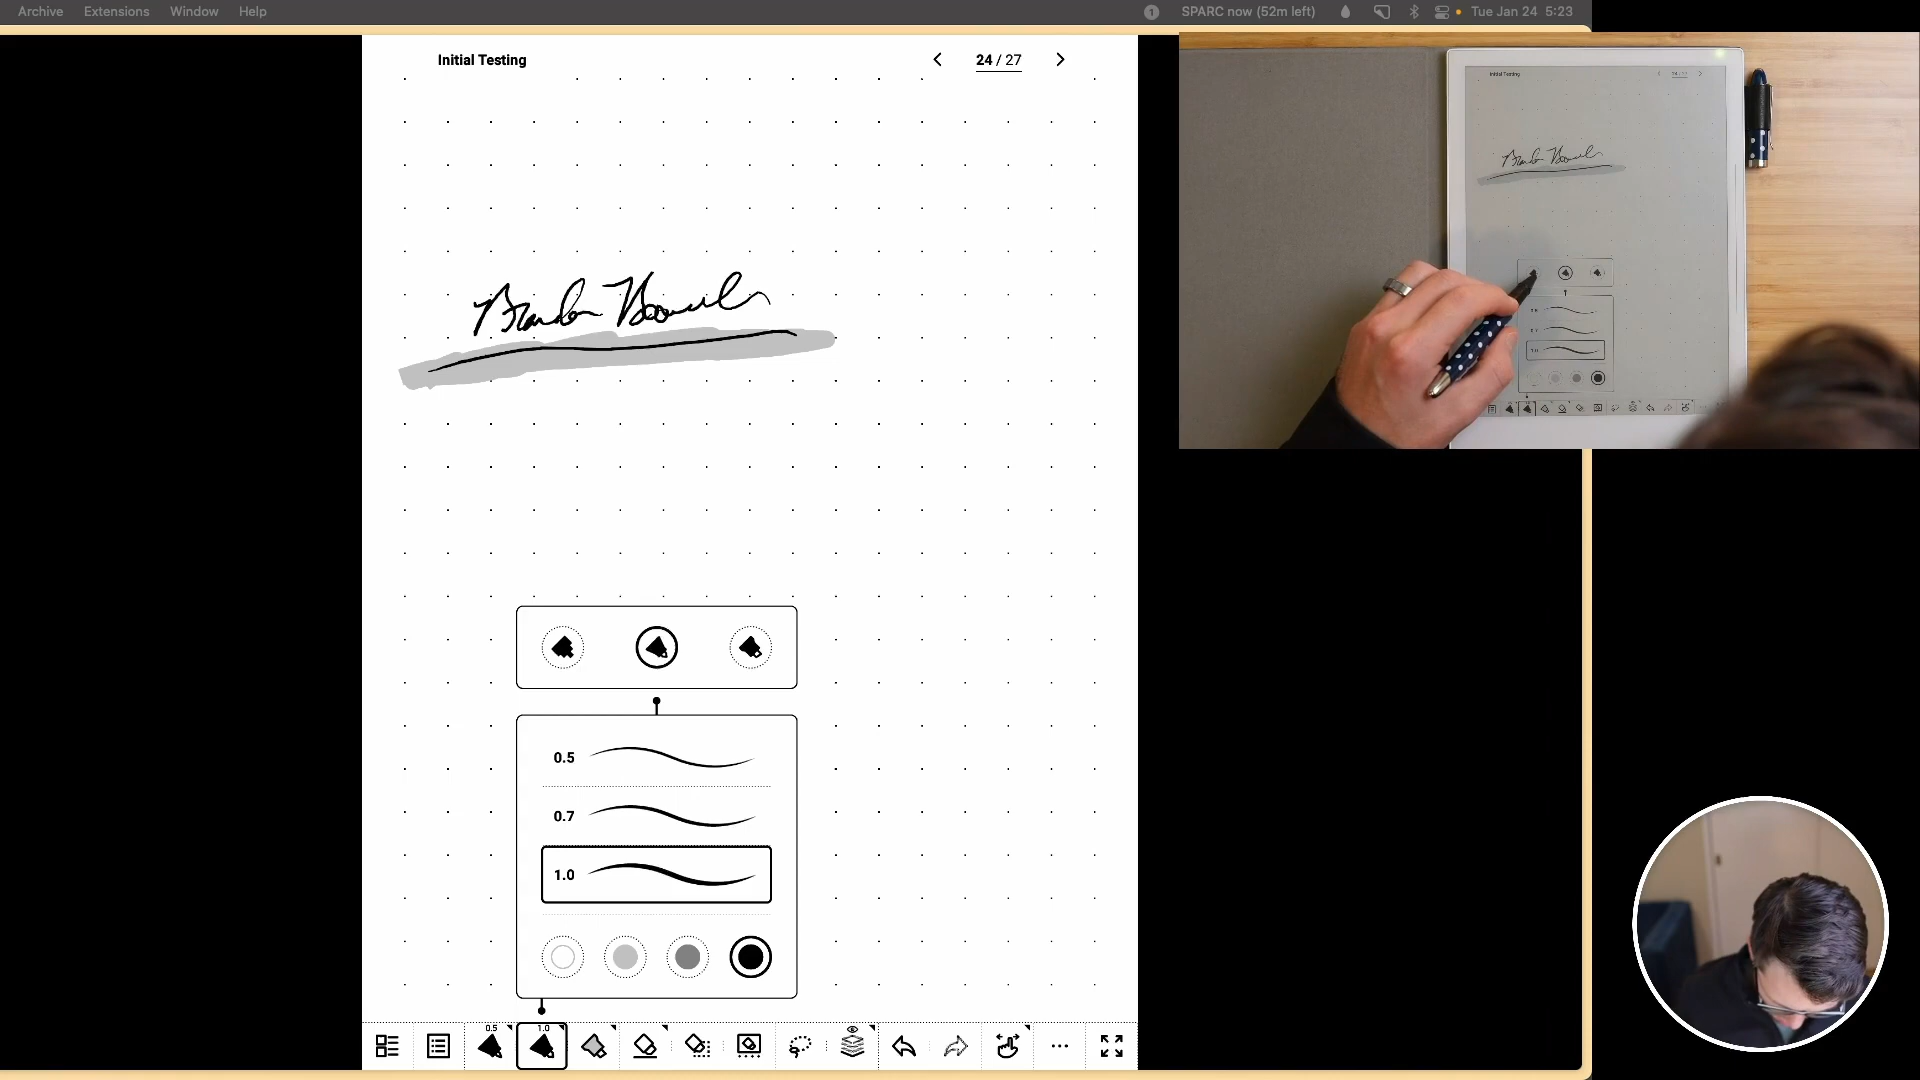 Archive Extensions Window Help
1 SPARC now (52m left) Tue Jan 24 5:23
Initial Testing
24 / 27
Initial Testing
0.5
0.7
1.0
0.5 1.0